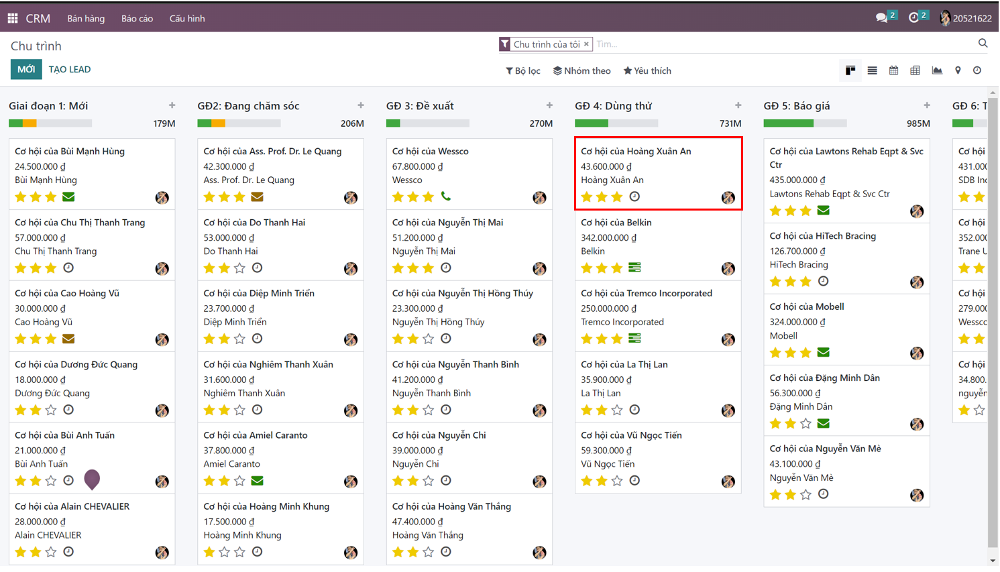 CRM Bán hàng Báo cáo Cấu hình 2 2 20521622
Chu trình
Chu trình của tôi × Tìm...
MỚI TẠO LEAD
Bộ lọc Nhóm theo Yêu thích
Giai đoạn 1: Mới
179M
Cơ hội của Bùi Mạnh Hùng
24.500.000 ₫
Bùi Mạnh Hùng
Cơ hội của Chu Thị Thanh Trang
57.000.000 ₫
Chu Thị Thanh Trang
Cơ hội của Cao Hoàng Vũ
30.000.000 ₫
Cao Hoàng Vũ
Cơ hội của Dương Đức Quang
18.000.000 ₫
Dương Đức Quang
Cơ hội của Bùi Anh Tuấn
21.000.000 ₫
Bùi Anh Tuấn
Cơ hội của Alain CHEVALIER
28.000.000 ₫
Alain CHEVALIER
GĐ2: Đang chăm sóc
206M
Cơ hội của Ass. Prof. Dr. Le Quang
42.300.000 ₫
Ass. Prof. Dr. Le Quang
Cơ hội của Do Thanh Hai
53.000.000 ₫
Do Thanh Hai
Cơ hội của Diệp Minh Triển
23.700.000 ₫
Diệp Minh Triển
Cơ hội của Nghiêm Thanh Xuân
31.600.000 ₫
Nghiêm Thanh Xuân
Cơ hội của Amiel Caranto
37.800.000 ₫
Amiel Caranto
Cơ hội của Hoàng Minh Khung
17.500.000 ₫
Hoàng Minh Khung
GĐ 3: Đề xuất
270M
Cơ hội của Wessco
67.800.000 ₫
Wessco
Cơ hội của Nguyễn Thị Mai
51.200.000 ₫
Nguyễn Thị Mai
Cơ hội của Nguyễn Thị Hồng Thúy
23.300.000 ₫
Nguyễn Thị Hồng Thúy
Cơ hội của Nguyễn Thanh Bình
41.200.000 ₫
Nguyễn Thanh Bình
Cơ hội của Nguyễn Chi
39.000.000 ₫
Nguyễn Chi
Cơ hội của Hoàng Văn Thắng
47.400.000 ₫
Hoàng Văn Thắng
GĐ 4: Dùng thử
731M
Cơ hội của Hoàng Xuân An
43.600.000 ₫
Hoàng Xuân An
Cơ hội của Belkin
342.000.000 ₫
Belkin
Cơ hội của Tremco Incorporated
250.000.000 ₫
Tremco Incorporated
Cơ hội của La Thị Lan
35.900.000 ₫
La Thị Lan
Cơ hội của Vũ Ngọc Tiến
59.300.000 ₫
Vũ Ngọc Tiến
GĐ 5: Báo giá
985M
Cơ hội của Lawtons Rehab Eqpt & Svc
Ctr
435.000.000 ₫
Lawtons Rehab Eqpt & Svc Ctr
Cơ hội của HiTech Bracing
126.700.000 ₫
HiTech Bracing
Cơ hội của Mobell
324.000.000 ₫
Mobell
Cơ hội của Đặng Minh Dân
56.300.000 ₫
Đặng Minh Dân
Cơ hội của Nguyễn Văn Mè
43.100.000 ₫
Nguyễn Văn Mè
GĐ 6: T
Cơ hội
431.000
SDB Inc
Cơ hội
352.000
Trane U
Cơ hội
279.000
Wessco
Cơ hội
34.800.
nguyễn